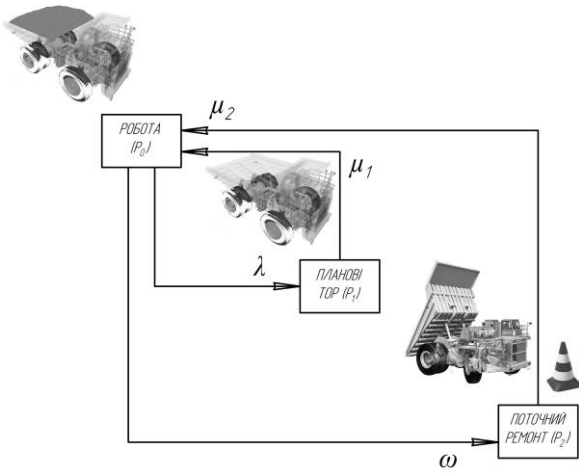 μ₂
РОБОТА
(P₀)
μ₁
λ
ПЛАНОВІ
ТОР (P₁)
ПОТОЧНИЙ
РЕМОНТ (P₂)
ω